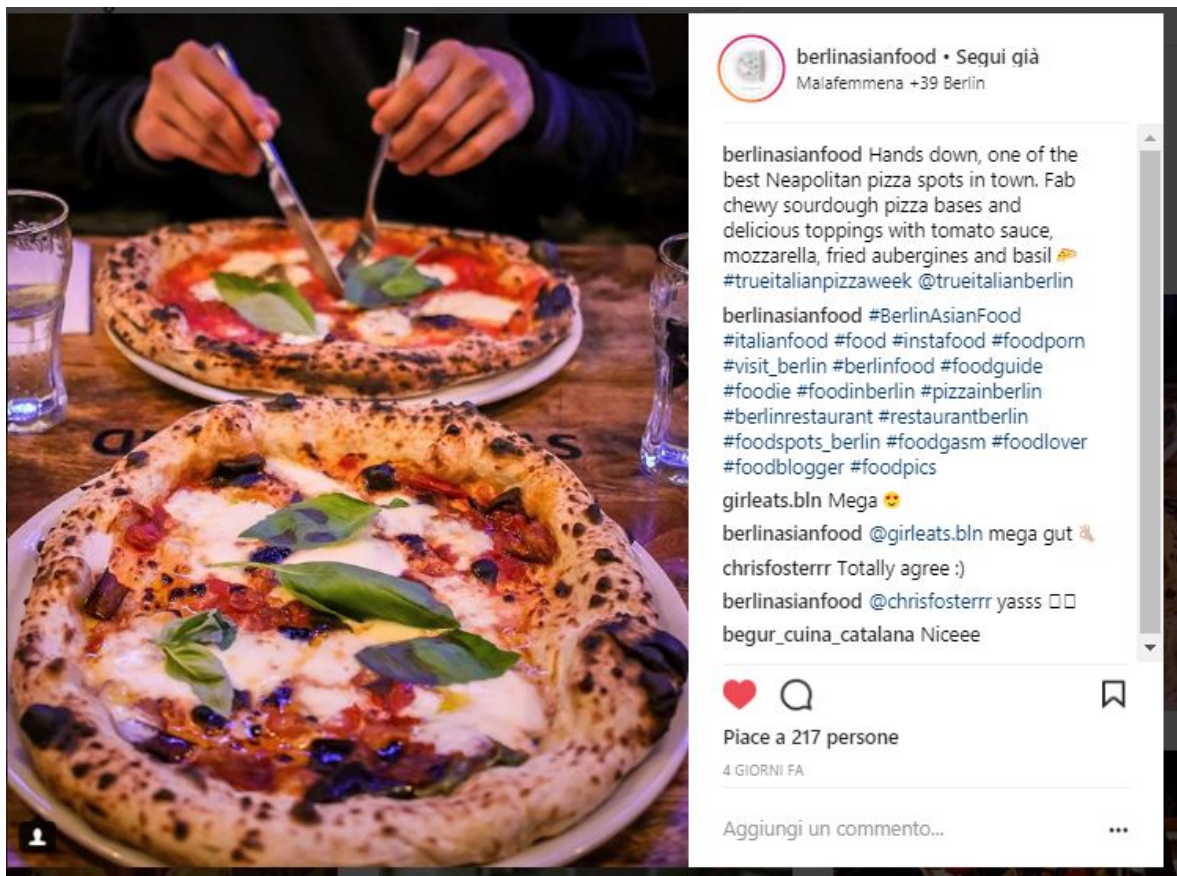 berlinasianfood • Segui già
Malafemmena +39 Berlin
berlinasianfood Hands down, one of the
best Neapolitan pizza spots in town. Fab
chewy sourdough pizza bases and
delicious toppings with tomato sauce,
mozzarella, fried aubergines and basil 🍕
#trueitalianpizzaweek @trueitalianberlin
berlinasianfood #BerlinAsianFood
#italianfood #food #instafood #foodporn
#visit_berlin #berlinfood #foodguide
#foodie #foodinberlin #pizzainberlin
#berlinrestaurant #restaurantberlin
#foodspots_berlin #foodgasm #foodlover
#foodblogger #foodpics
girleats.bln Mega 😍
berlinasianfood @girleats.bln mega gut 👌🏻
chrisfosterrr Totally agree :)
berlinasianfood @chrisfosterrr yasss □□
begur_cuina_catalana Niceee
Piace a 217 persone
4 GIORNI FA
Aggiungi un commento...